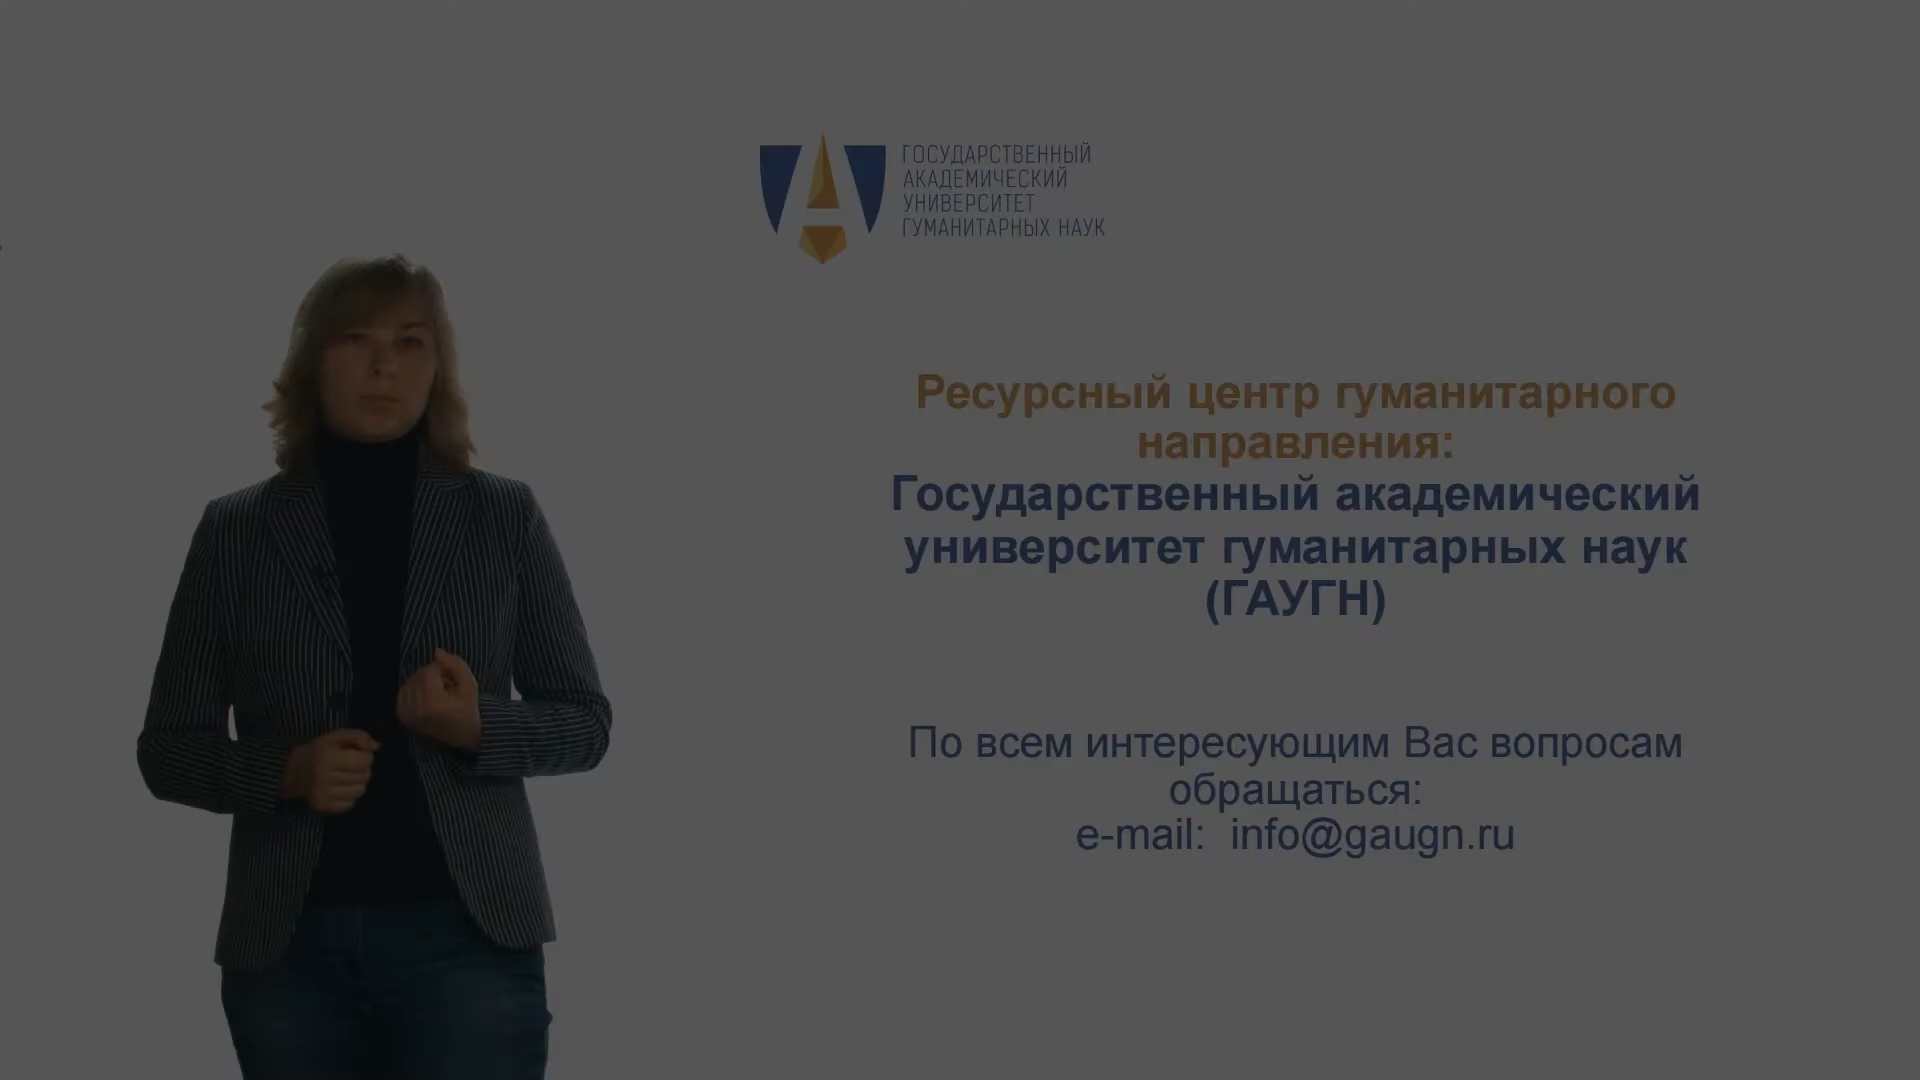 ГОСУДАРСТВЕННЫЙ
АКАДЕМИЧЕСКИЙ
УНИВЕРСИТЕТ
ГУМАНИТАРНЫХ НАУК
Ресурсный центр гуманитарного
направления:
Государственный академический
университет гуманитарных наук
(ГАУГН)
По всем интересующим Вас вопросам
обращаться:
e-mail: info@gaugn.ru